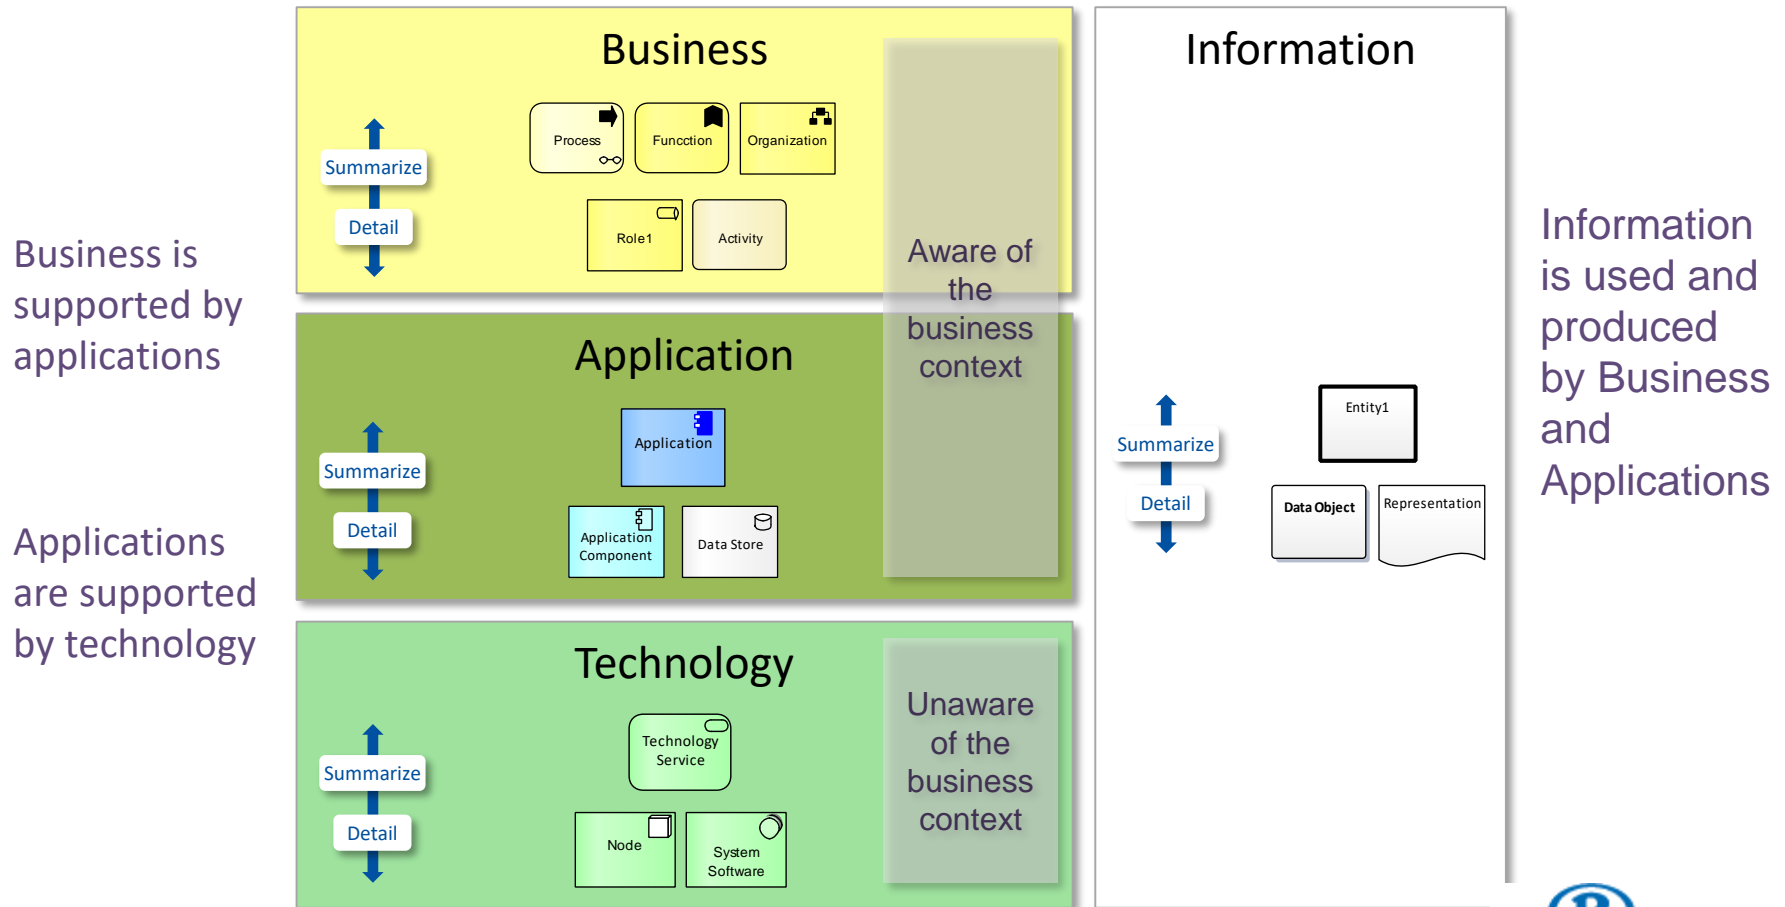 Business is
supported by
applications
Applications
are supported
by technology
Business
Summarize
Detail
Process
Funcction
Organization
Role1
Activity
Aware of
the
business
context
Application
Summarize
Detail
Application
Application
Component
Data Store
Technology
Summarize
Detail
Technology
Service
Node
System
Software
Unaware
of the
business
context
Information
Summarize
Detail
Entity1
Data Object
Representation
Information
is used and
produced
by Business
and
Applications